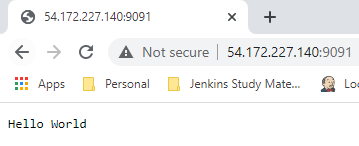 54.172.227.140:9091
Not secure 54.172.227.140:9091
Apps Personal Jenkins Study Mate... Lo
Hello World